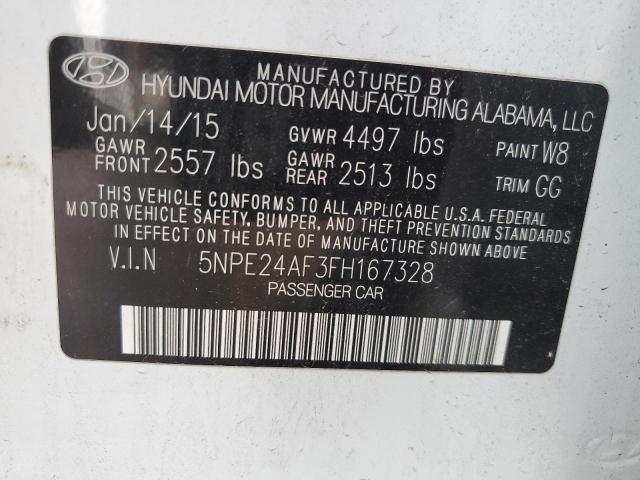 MANUFACTURED BY
HYUNDAI MOTOR MANUFACTURING ALABAMA, LLC
Jan/14/15 GVWR 4497 lbs PAINT W8
GAWR FRONT 2557 lbs GAWR REAR 2513 lbs TRIM GG
THIS VEHICLE CONFORMS TO ALL APPLICABLE U.S.A. FEDERAL
MOTOR VEHICLE SAFETY, BUMPER, AND THEFT PREVENTION STANDARDS
IN EFFECT ON THE DATE OF MANUFACTURE SHOWN ABOVE.
V.I.N 5NPE24AF3FH167328
PASSENGER CAR